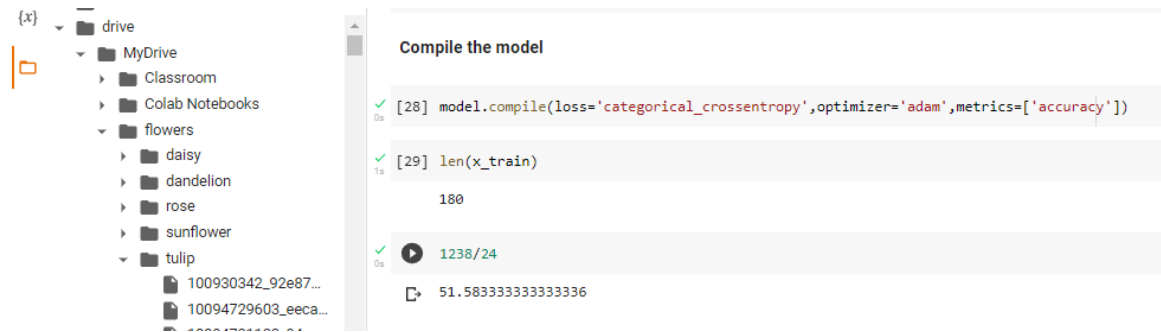 {x}
drive
MyDrive
Classroom
Colab Notebooks
flowers
daisy
dandelion
rose
sunflower
tulip
100930342_92e87...
10094729603_eeca...
Compile the model
[28] model.compile(loss='categorical_crossentropy',optimizer='adam',metrics=['accuracy'])
0s
[29] len(x_train)
1s
180
1238/24
0s
51.583333333333336